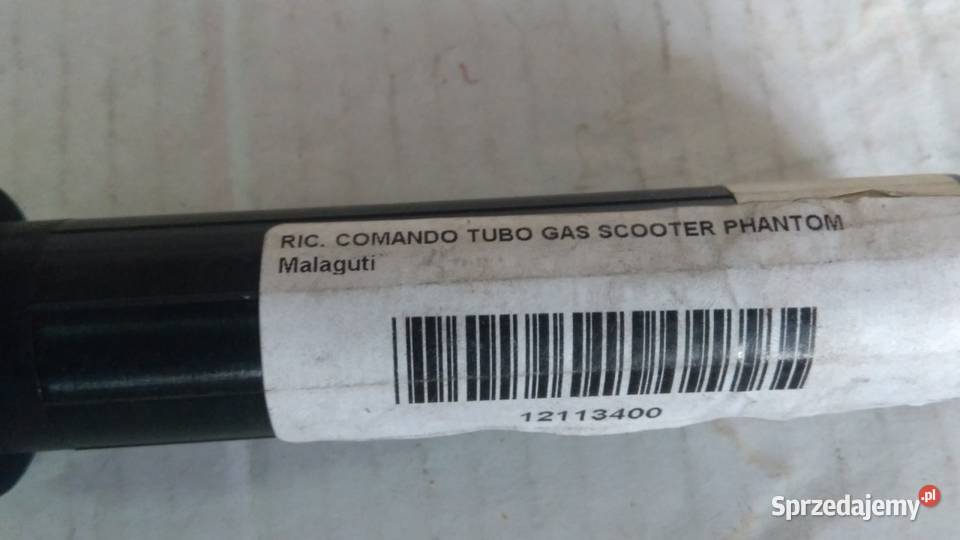 RIC. COMANDO TUBO GAS SCOOTER PHANTOM
Malaguti
12113400
Sprzedajemy.pl